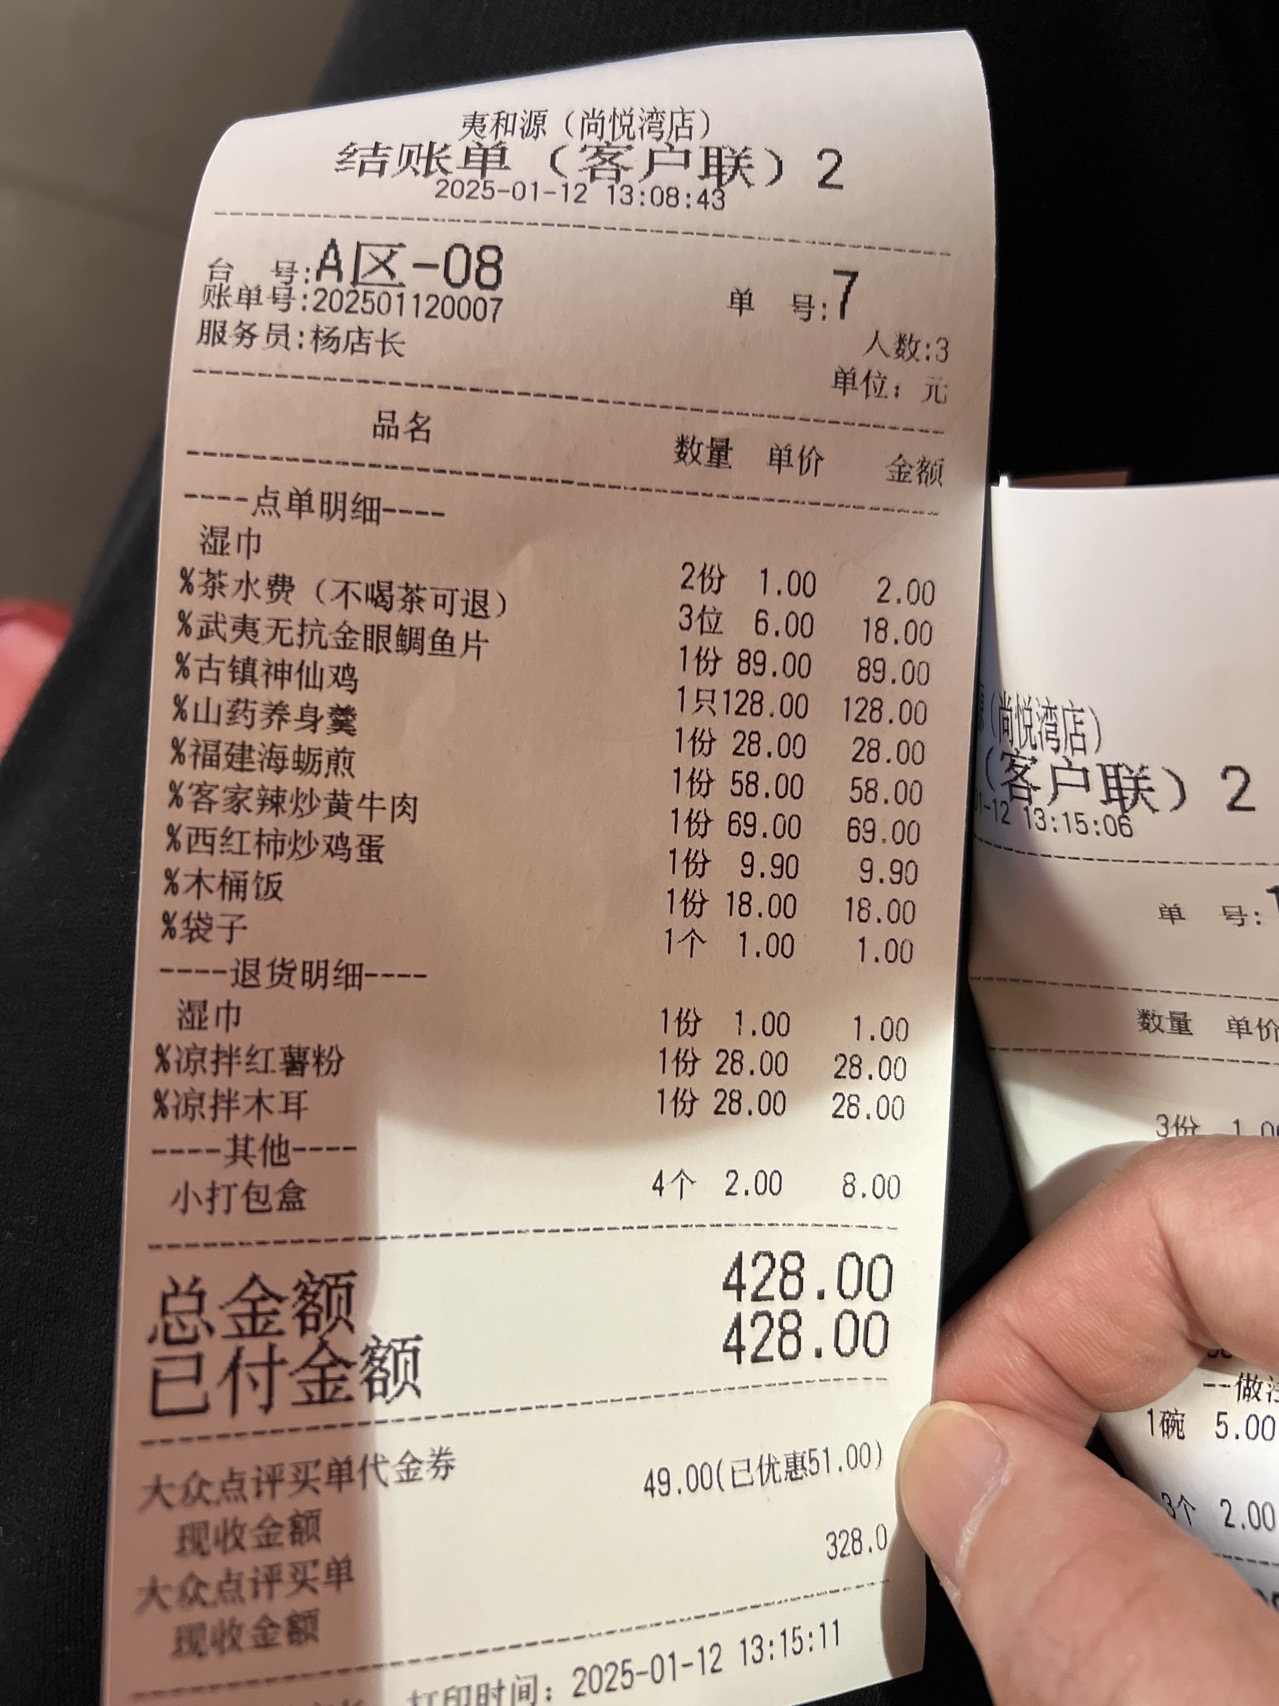 夷和源（尚悦湾店）
结账单（客户联）2
2025-01-12 13:08:43
台 号:A区-08 单 号:7
账单号:202501120007
服务员:杨店长 人数:3
单位：元
品名 数量 单价 金额
----点单明细----
湿巾 2份 1.00 2.00
%茶水费（不喝茶可退） 3位 6.00 18.00
%武夷无抗金眼鲷鱼片 1份 89.00 89.00
%古镇神仙鸡 1只128.00 128.00
%山药养身羹 1份 28.00 28.00
%福建海蛎煎 1份 58.00 58.00
%客家辣炒黄牛肉 1份 69.00 69.00
%西红柿炒鸡蛋 1份 9.90 9.90
%木桶饭 1份 18.00 18.00
%袋子 1个 1.00 1.00
----退货明细----
湿巾 1份 1.00 1.00
%凉拌红薯粉 1份 28.00 28.00
%凉拌木耳 1份 28.00 28.00
----其他----
小打包盒 4个 2.00 8.00
总金额 428.00
已付金额 428.00
大众点评买单代金券
现收金额 49.00(已优惠51.00)
大众点评买单
现收金额 328.0
打印时间：2025-01-12 13:15:11
（尚悦湾店）
（客户联）2
-12 13:15:06
单 号:
数量 单价
3份 1.0
--做
1碗 5.00
3个 2.00